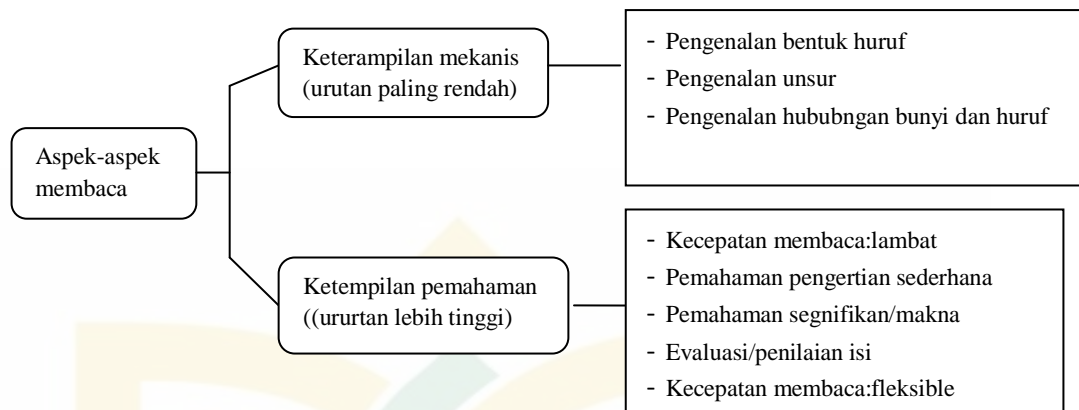 Aspek-aspek
membaca
Keterampilan mekanis
(urutan paling rendah)
- Pengenalan bentuk huruf
- Pengenalan unsur
- Pengenalan hububngan bunyi dan huruf
Ketempilan pemahaman
((ururtan lebih tinggi)
- Kecepatan membaca:lambat
- Pemahaman pengertian sederhana
- Pemahaman segnifikan/makna
- Evaluasi/penilaian isi
- Kecepatan membaca:fleksible